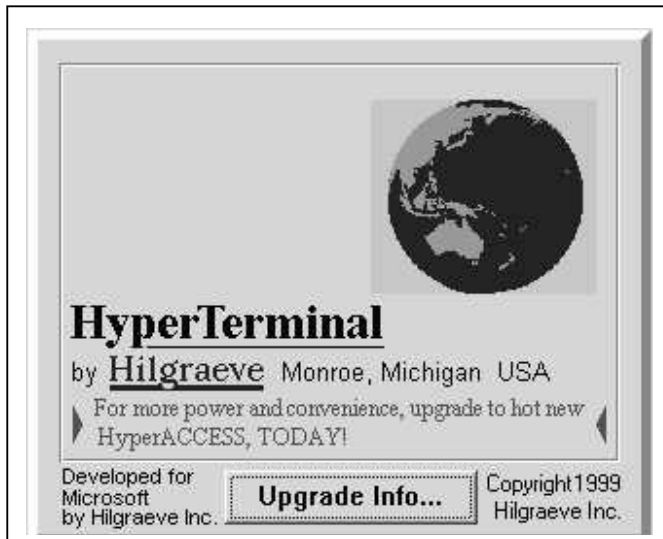 HyperTerminal
by Hilgraeve Monroe, Michigan USA
For more power and convenience, upgrade to hot new
HyperACCESS, TODAY!
Developed for
Microsoft
by Hilgraeve Inc.
Upgrade Info...
Copyright1999
Hilgraeve Inc.